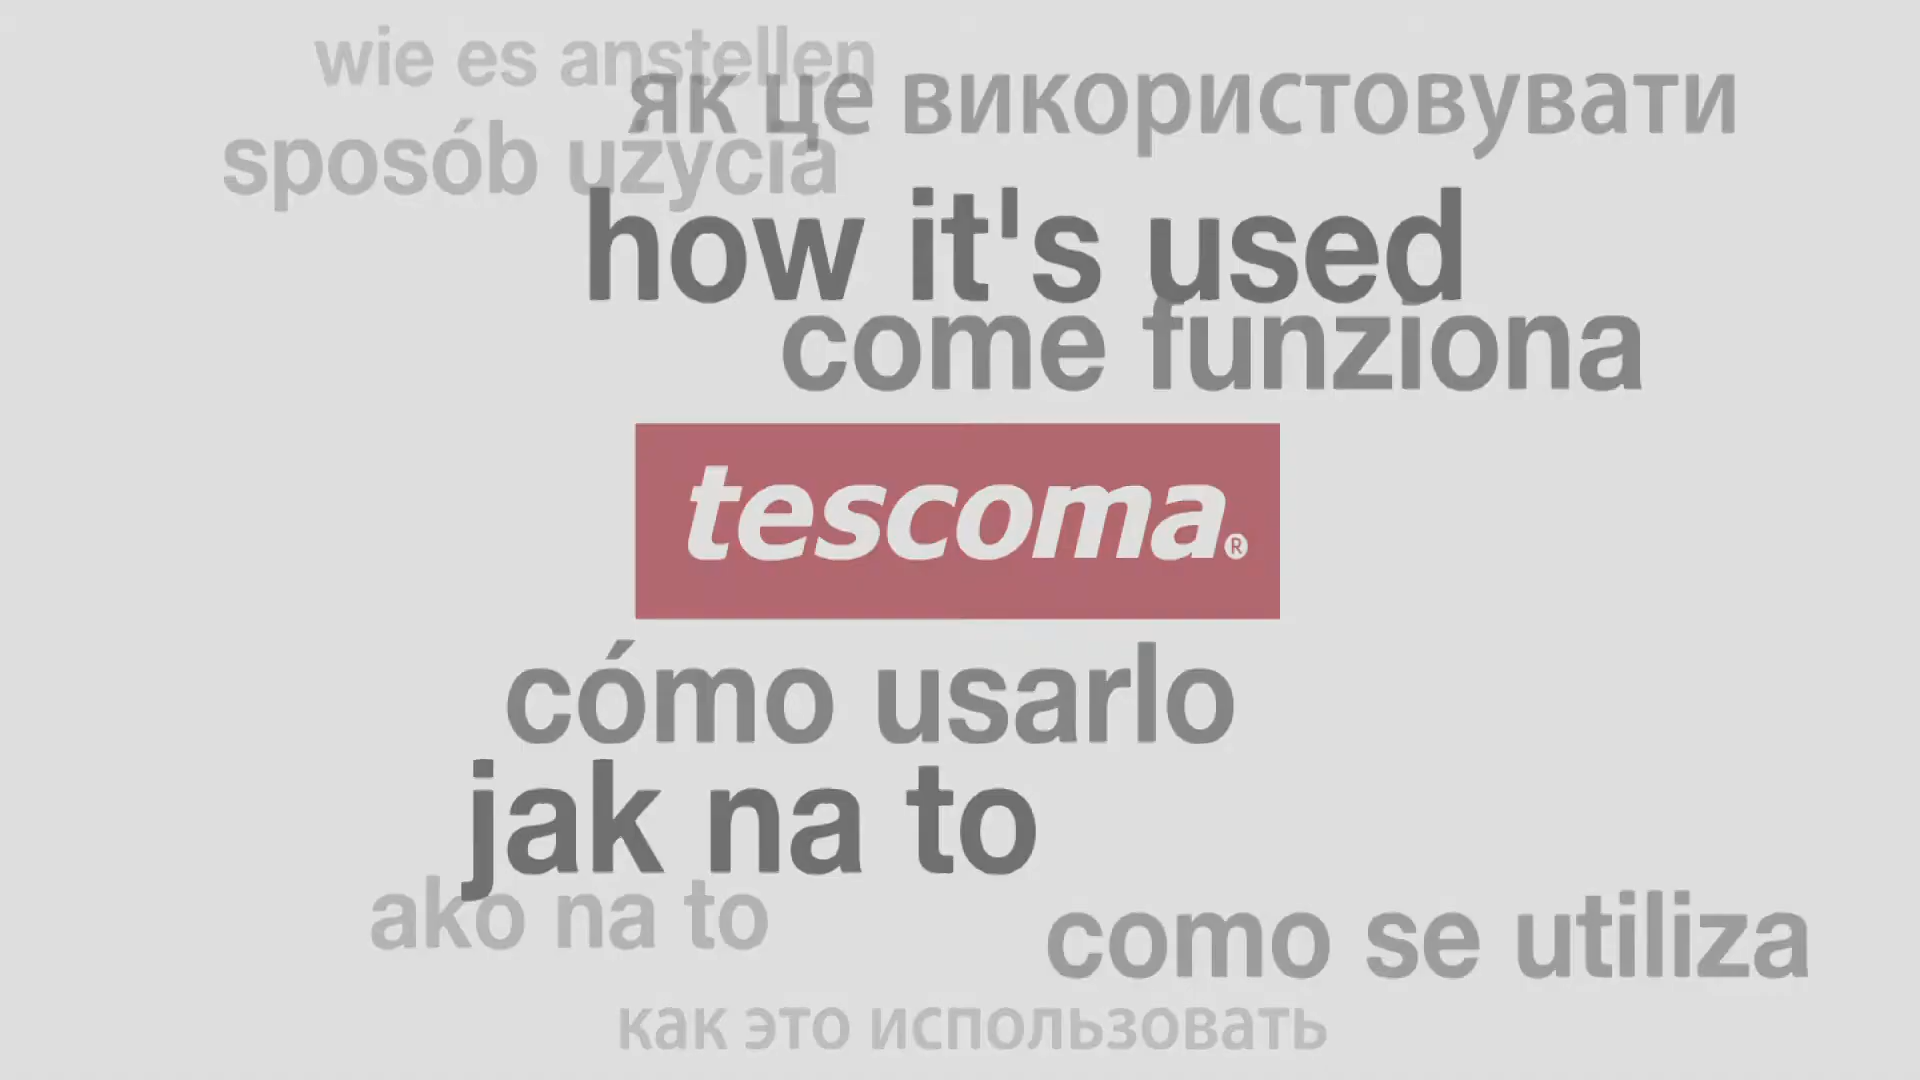 wie es anstellen
як це використовувати
sposób uźycia
how it's used
come funziona
tescoma®
cómo usarlo
jak na to
ako na to
como se utiliza
как это использовать